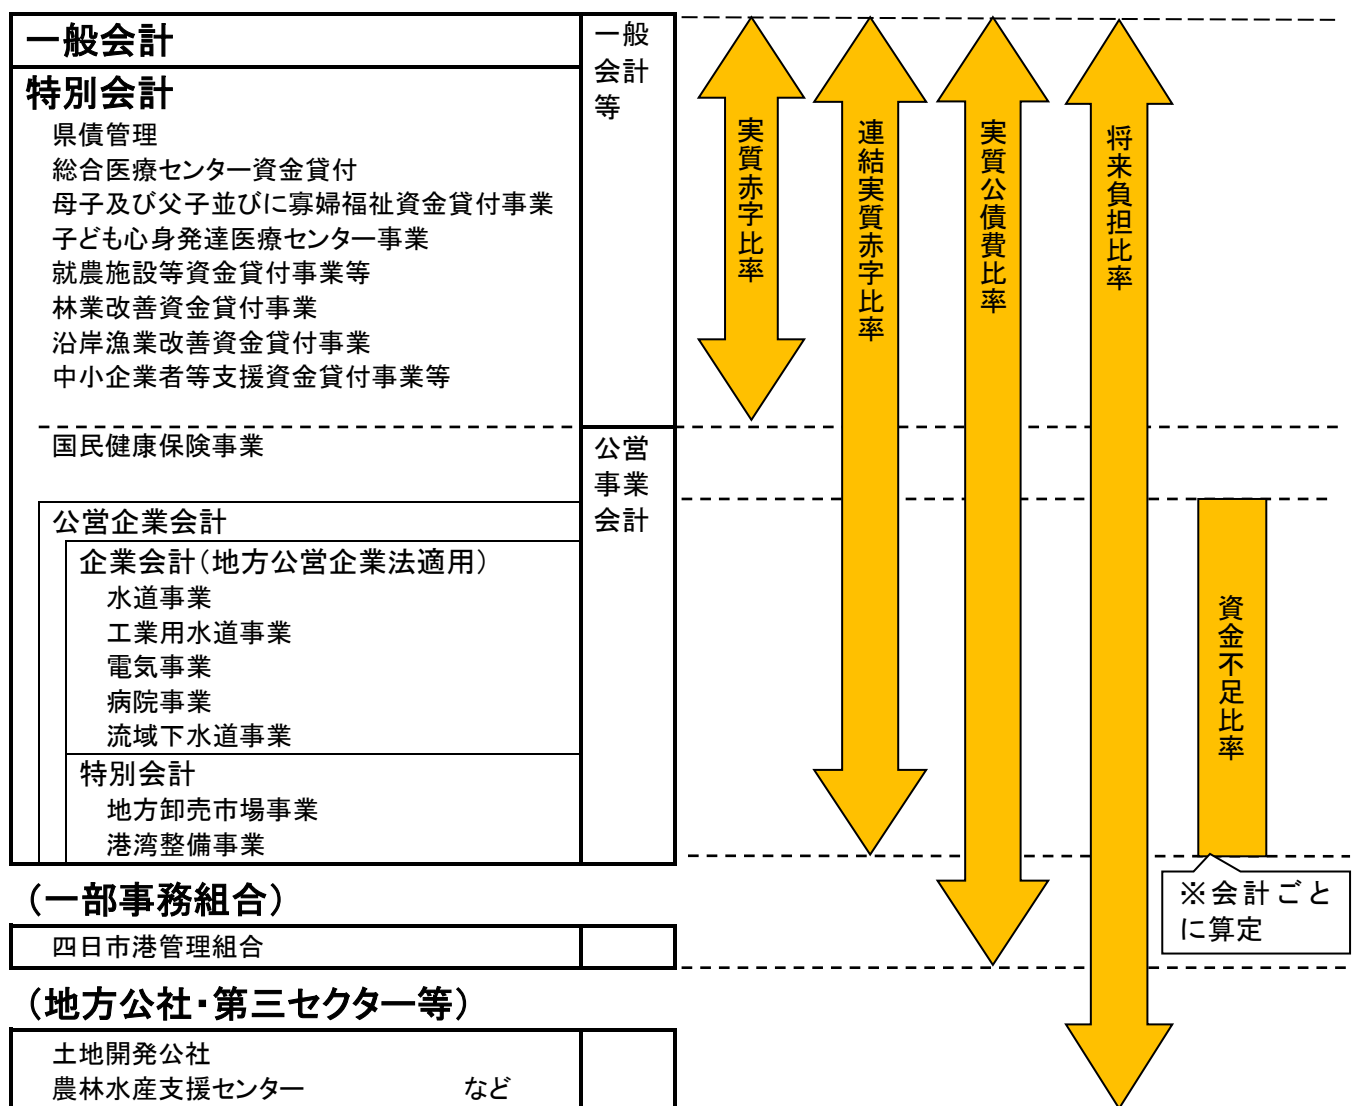 一般会計
一般
会計
等
特別会計
県債管理
総合医療センター資金貸付
母子及び父子並びに寡婦福祉資金貸付事業
子ども心身発達医療センター事業
就農施設等資金貸付事業等
林業改善資金貸付事業
沿岸漁業改善資金貸付事業
中小企業者等支援資金貸付事業等
国民健康保険事業
公営
事業
会計
公営企業会計
企業会計（地方公営企業法適用）
水道事業
工業用水道事業
電気事業
病院事業
流域下水道事業
特別会計
地方卸売市場事業
港湾整備事業
（一部事務組合）
四日市港管理組合
（地方公社・第三セクター等）
土地開発公社
農林水産支援センター　など
実質赤字比率
連結実質赤字比率
実質公債費比率
将来負担比率
資金不足比率
※会計ごと
に算定